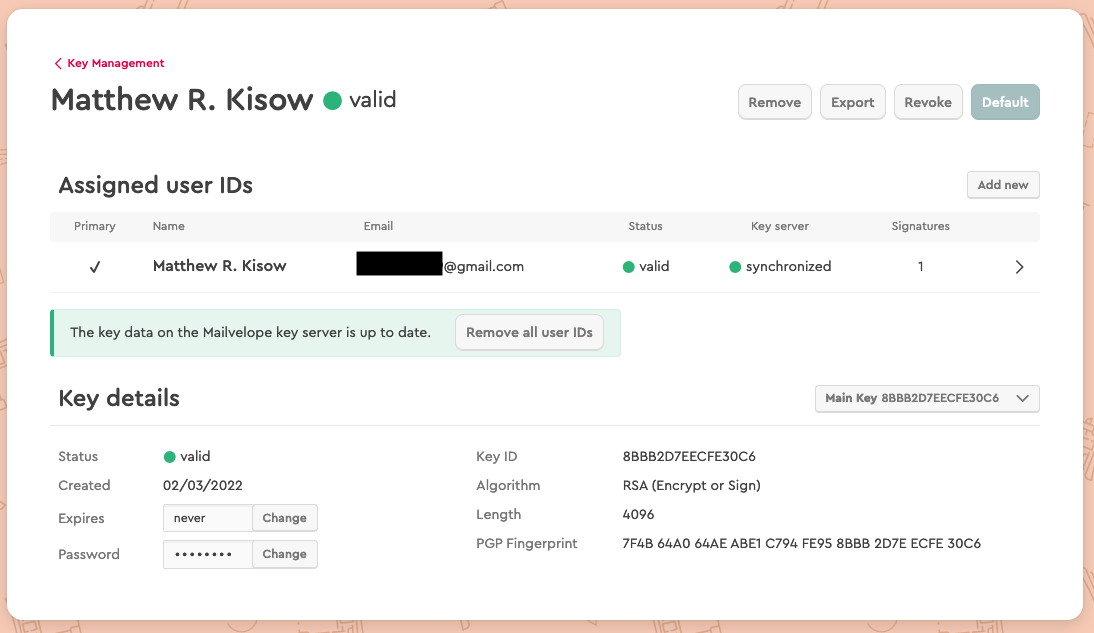 Key Management
Matthew R. Kisow valid
Remove Export Revoke Default
Assigned user IDs
Add new
Primary Name Email Status Key server Signatures
Matthew R. Kisow @gmail.com valid synchronized 1
The key data on the Mailvelope key server is up to date. Remove all user IDs
Key details
Main Key 8BBB2D7EECFE30C6
Status valid Key ID 8BBB2D7EECFE30C6
Created 02/03/2022 Algorithm RSA (Encrypt or Sign)
Expires never Change Length 4096
Password •••••••• Change PGP Fingerprint 7F4B 64A0 64AE ABE1 C794 FE95 8BBB 2D7E ECFE 30C6